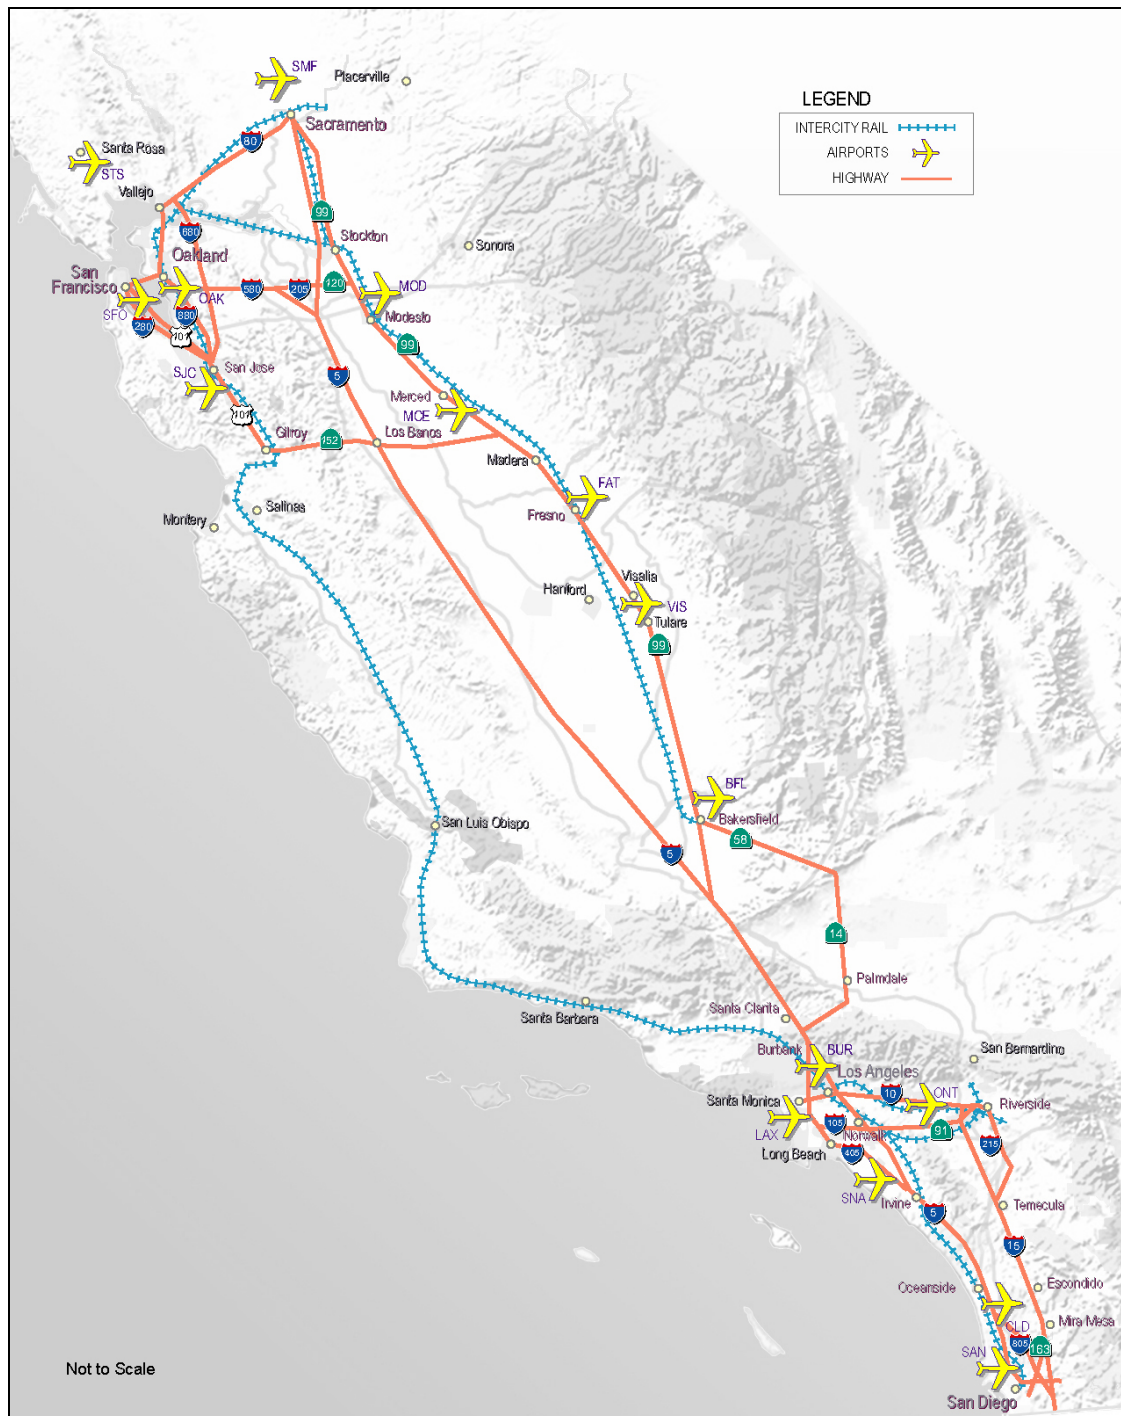 SMF
Placerville
LEGEND
Sacramento
INTERCITY RAIL
80
Santa Rosa
AIRPORTS
STS
HIGHWAY
Vallejo
99
680
Stockton
Sonora
Oakland
San
Francisco
OAK
580
205
120
MOD
SFO
280
880
101
Modesto
99
SJC
San Jose
5
Merced
MCE
101
Gilroy
152
Los Banos
Madera
FAT
Salinas
Fresno
Montery
Visalia
Hanford
VIS
Tulare
99
BFL
San Luis Obispo
Bakersfield
58
5
14
Palmdale
Santa Clarita
Santa Barbara
Burbank
BUR
San Bernardino
Los Angeles
10
ONT
Santa Monica
Riverside
LAX
105
Norwalk
91
215
Long Beach
405
SNA
Irvine
5
Temecula
15
Oceanside
Escondido
CLD
Mira Mesa
805
163
SAN
Not to Scale
San Diego